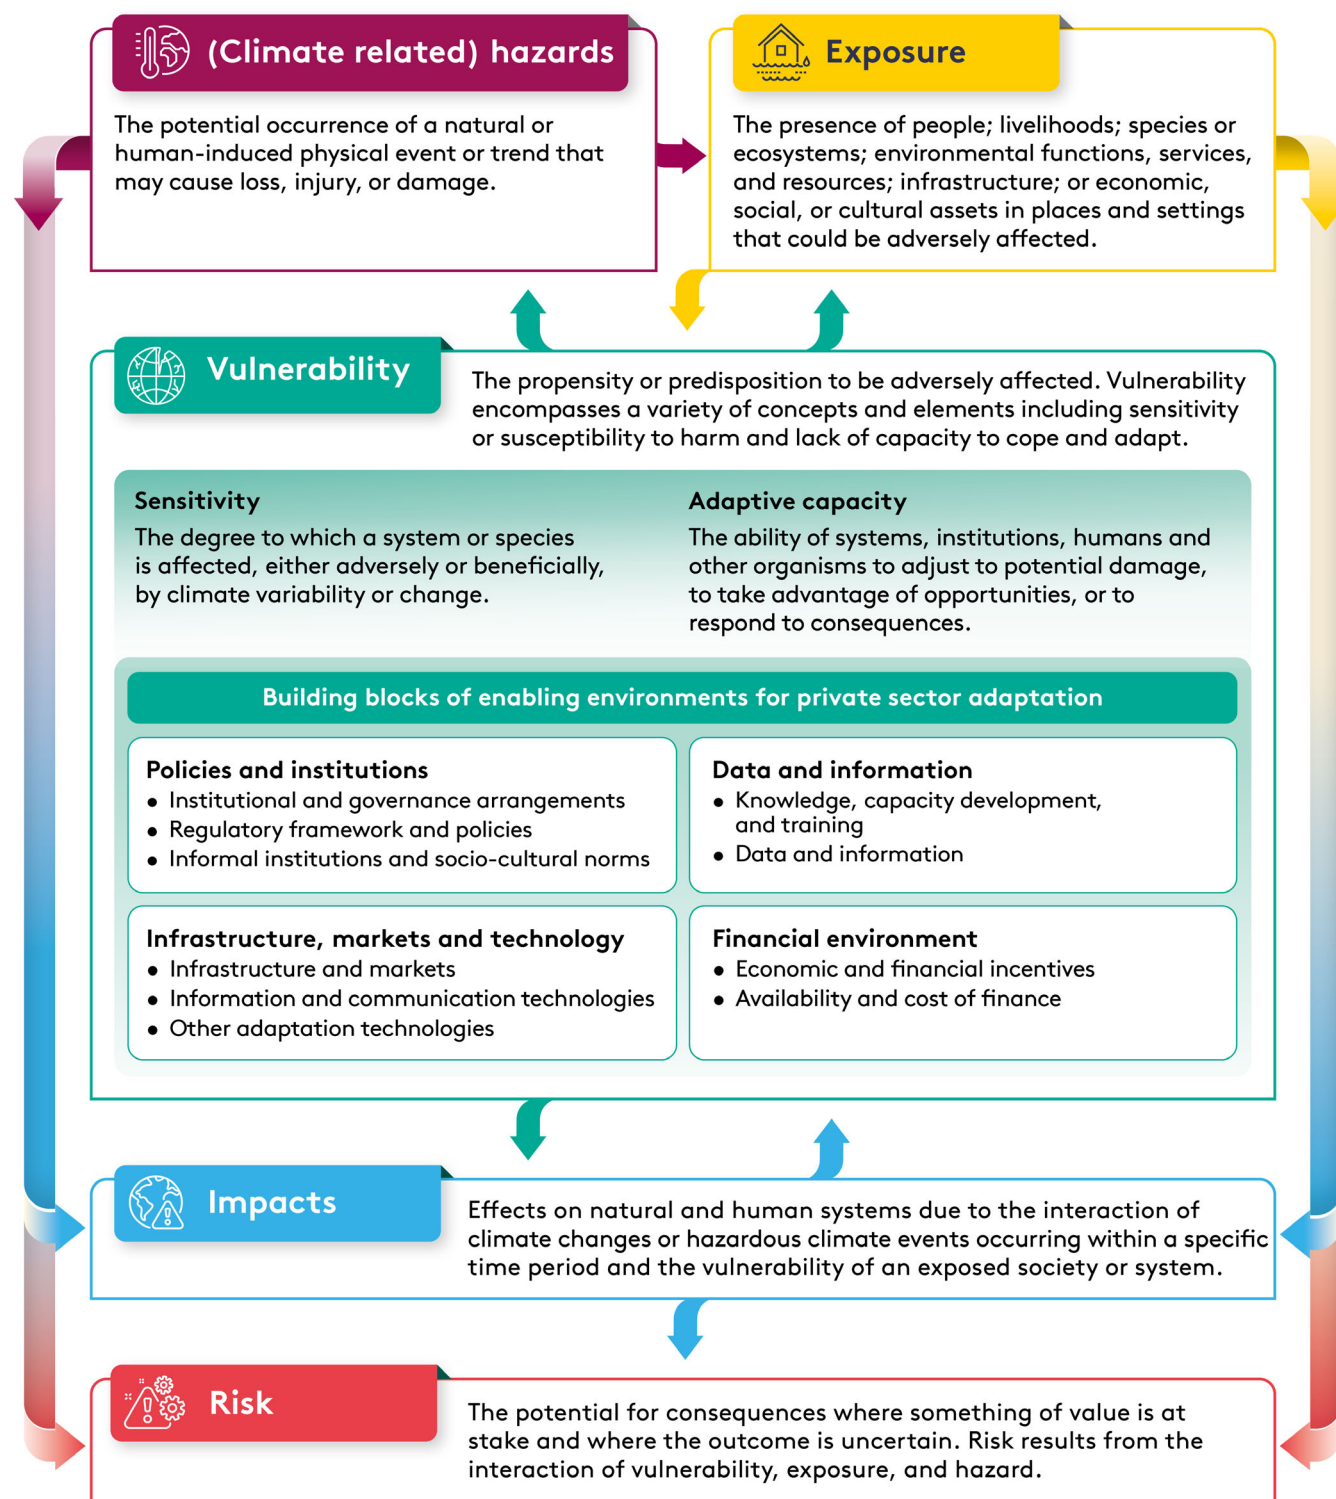 (Climate related) hazards
The potential occurrence of a natural or
human-induced physical event or trend that
may cause loss, injury, or damage.
Exposure
The presence of people; livelihoods; species or
ecosystems; environmental functions, services,
and resources; infrastructure; or economic,
social, or cultural assets in places and settings
that could be adversely affected.
Vulnerability
The propensity or predisposition to be adversely affected. Vulnerability
encompasses a variety of concepts and elements including sensitivity
or susceptibility to harm and lack of capacity to cope and adapt.
Sensitivity
The degree to which a system or species
is affected, either adversely or beneficially,
by climate variability or change.
Adaptive capacity
The ability of systems, institutions, humans and
other organisms to adjust to potential damage,
to take advantage of opportunities, or to
respond to consequences.
Building blocks of enabling environments for private sector adaptation
Policies and institutions
• Institutional and governance arrangements
• Regulatory framework and policies
• Informal institutions and socio-cultural norms
Data and information
• Knowledge, capacity development,
and training
• Data and information
Infrastructure, markets and technology
• Infrastructure and markets
• Information and communication technologies
• Other adaptation technologies
Financial environment
• Economic and financial incentives
• Availability and cost of finance
Impacts
Effects on natural and human systems due to the interaction of
climate changes or hazardous climate events occurring within a specific
time period and the vulnerability of an exposed society or system.
Risk
The potential for consequences where something of value is at
stake and where the outcome is uncertain. Risk results from the
interaction of vulnerability, exposure, and hazard.